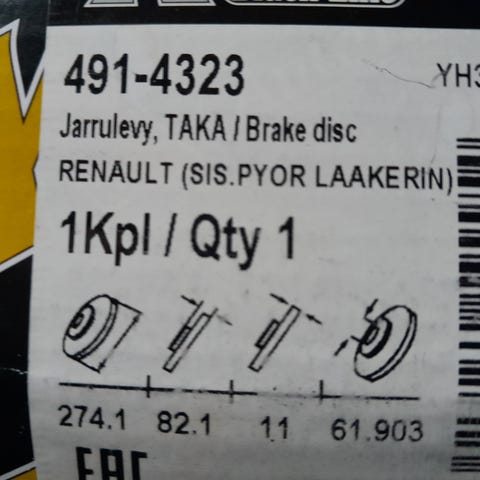 491-4323
YH3
Jarrulevy, TAKA / Brake disc
RENAULT (SIS.PYOR LAAKERIN)
1Kpl / Qty 1
274.1 82.1 11 61.903
EAC